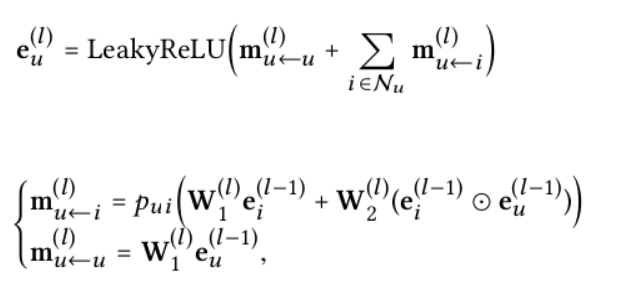 e_u^{(l)} = LeakyReLU(m_{u←u}^{(l)} + ∑_{i∈N_u} m_{u←i}^{(l)})
m_{u←i}^{(l)} = p_{ui}(W_1^{(l)} e_i^{(l−1)} + W_2^{(l)}(e_i^{(l−1)} ⊙ e_u^{(l−1)}))
m_{u←u}^{(l)} = W_1^{(l)} e_u^{(l−1)},